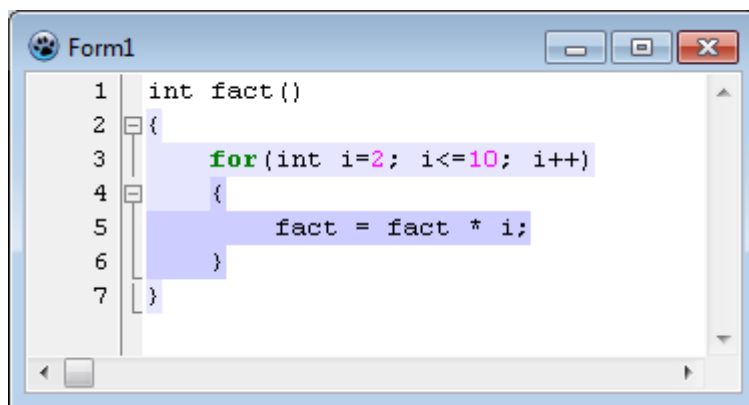 Form1
1 int fact()
2 {
3     for(int i=2; i<=10; i++)
4     {
5         fact = fact * i;
6     }
7 }